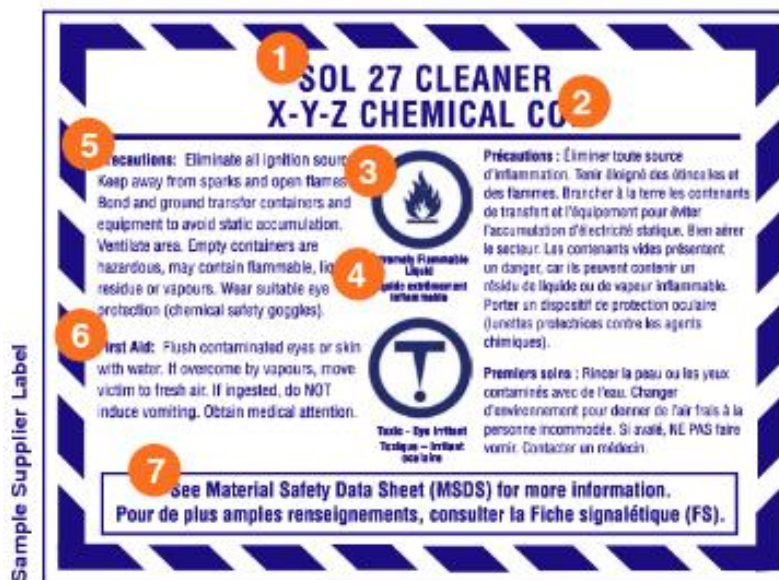 1
SOL 27 CLEANER
2
X-Y-Z CHEMICAL
5
Precautions: Eliminate all ignition
Keep away from sparks and open flames
Bond and ground transfer containers and
equipment to avoid static accumulation.
Ventilate area. Empty containers are
hazardous, may contain flammable,
residue or vapours. Wear suitable eye
protection (chemical safety goggles).
6
First Aid: Flush contaminated eyes or skin
with water. If overcome by vapours, move
victim to fresh air. If ingested, do NOT
induce vomiting. Obtain medical attention.
3
4
Extremely Flammable
Liquid
Liquide extrêmement
inflammable
Toxic - Eye Irritant
Toxique – Irritant
oculaire
Précautions : Éliminer toute source
d'inflammation. Tenir éloigné des étincelles et
des flammes. Brancher à la terre les contenants
de transfert et l'équipement pour éviter
l'accumulation d'électricité statique. Bien aérer
le secteur. Les contenants vides présentent
un danger, car ils peuvent contenir un
résidu de liquide ou de vapeur inflammable.
Porter un dispositif de protection oculaire
(lunettes protectrices contre les agents
chimiques).
Premiers soins : Rincer la peau ou les yeux
contaminés avec de l'eau. Changer
d'environnement pour donner de l'air frais à la
personne incommodée. Si avalé, NE PAS faire
vomir. Contacter un médecin.
7
See Material Safety Data Sheet (MSDS) for more information.
Pour de plus amples renseignements, consulter la Fiche signalétique (FS).
Sample Supplier Label